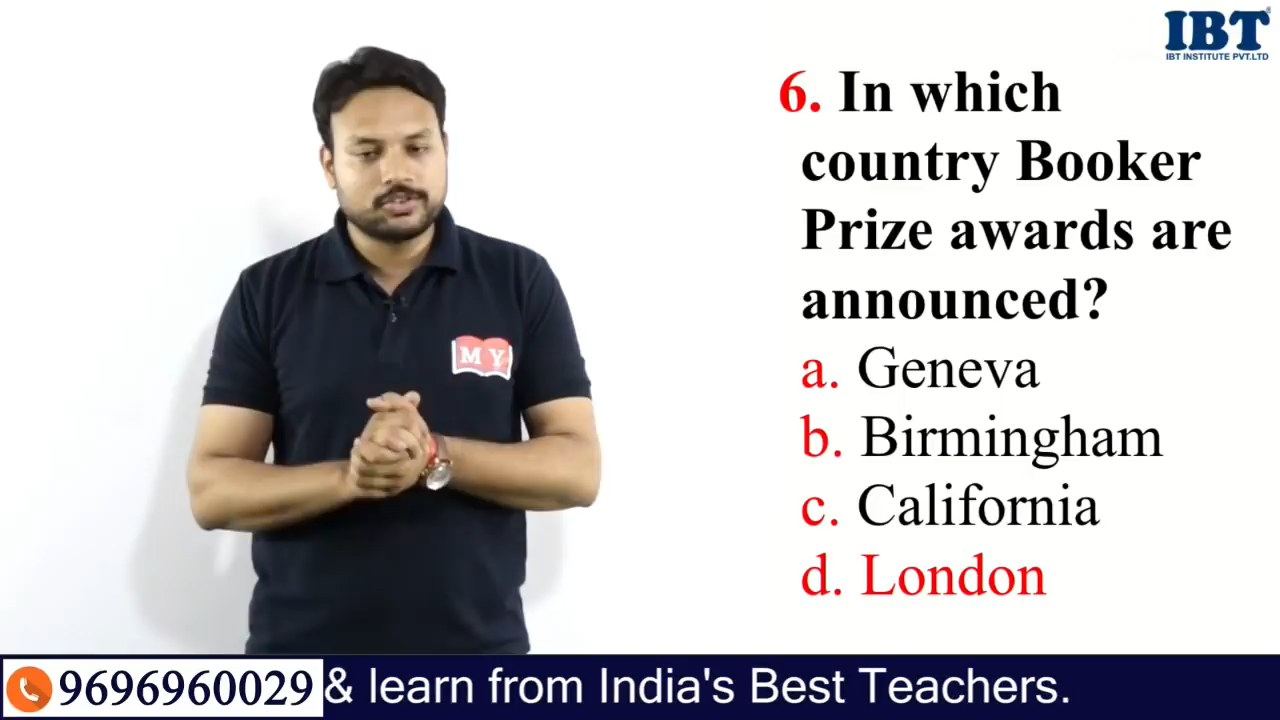 IBT
IBT INSTITUTE PVT.LTD
6. In which
country Booker
Prize awards are
announced?
a. Geneva
b. Birmingham
c. California
d. London
M Y
9696960029 & learn from India's Best Teachers.